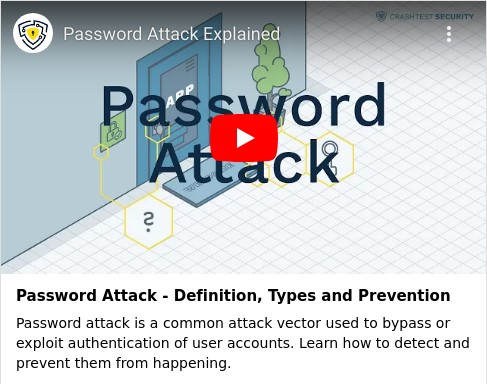 CRASHTEST SECURITY
Password Attack Explained
APP
Password
Attack
Password Attack - Definition, Types and Prevention
Password attack is a common attack vector used to bypass or
exploit authentication of user accounts. Learn how to detect and
prevent them from happening.